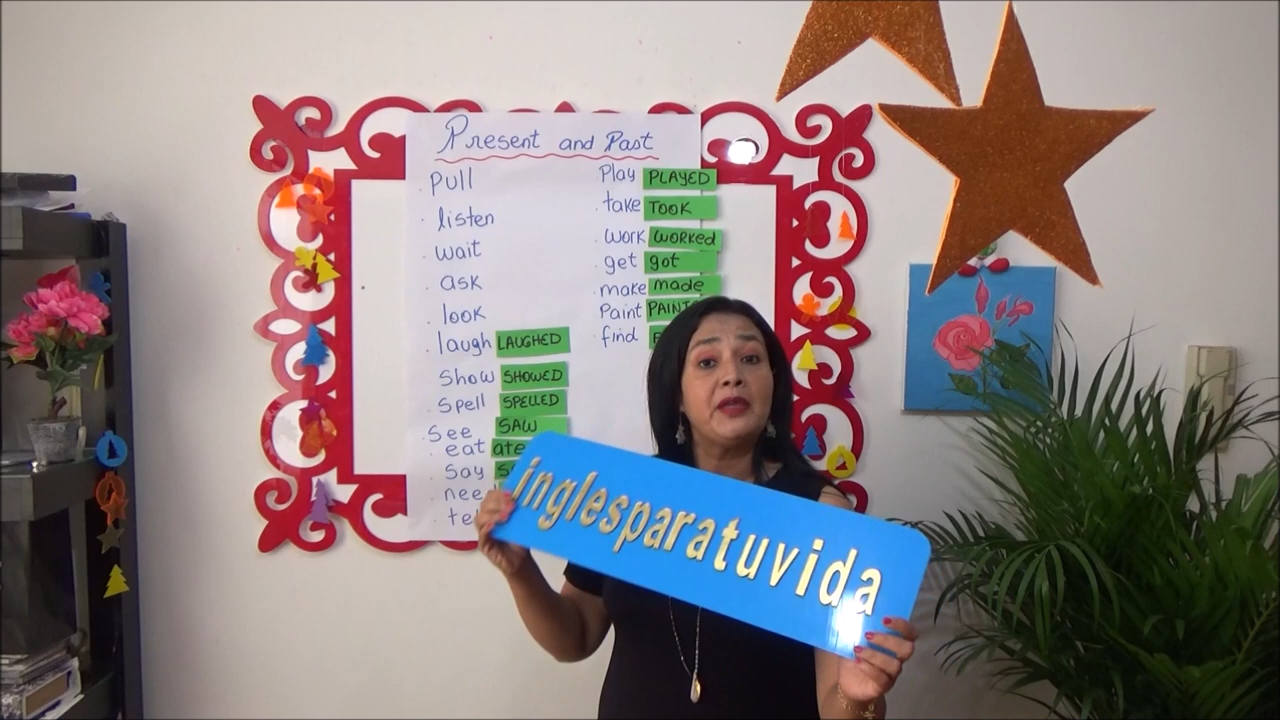 Present and Past
Pull
listen
wait
ask
look
laugh LAUGHED
Show SHOWED
Spell SPELLED
See SAW
eat ate
Say
Play PLAYED
take TOOK
work worked
get got
make made
Paint
find
inglesparatuvida